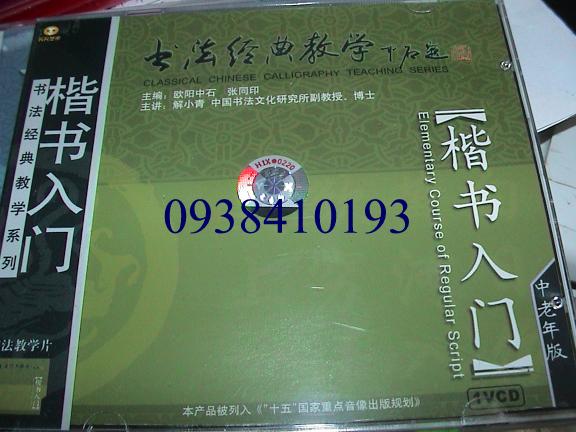 书法经典教学
CLASSICAL CHINESE CALLIGRAPHY TEACHING SERIES
主编：欧阳中石 张同印
主讲：解小青 中国书法文化研究所副教授、博士
楷书入门
书法经典教学系列
HIX●0220
0938410193
【楷书入门】
Elementary Course of Regular Script
中老年版
1VCD
法教学片
本产品被列入《"十五"国家重点音像出版规划》